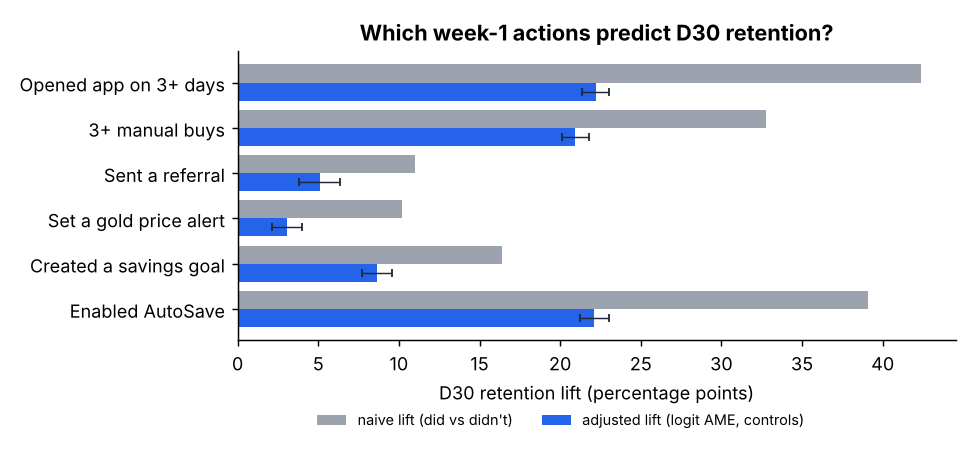 Which week-1 actions predict D30 retention?
Opened app on 3+ days
3+ manual buys
Sent a referral
Set a gold price alert
Created a savings goal
Enabled AutoSave
0 5 10 15 20 25 30 35 40
D30 retention lift (percentage points)
naive lift (did vs didn't) adjusted lift (logit AME, controls)